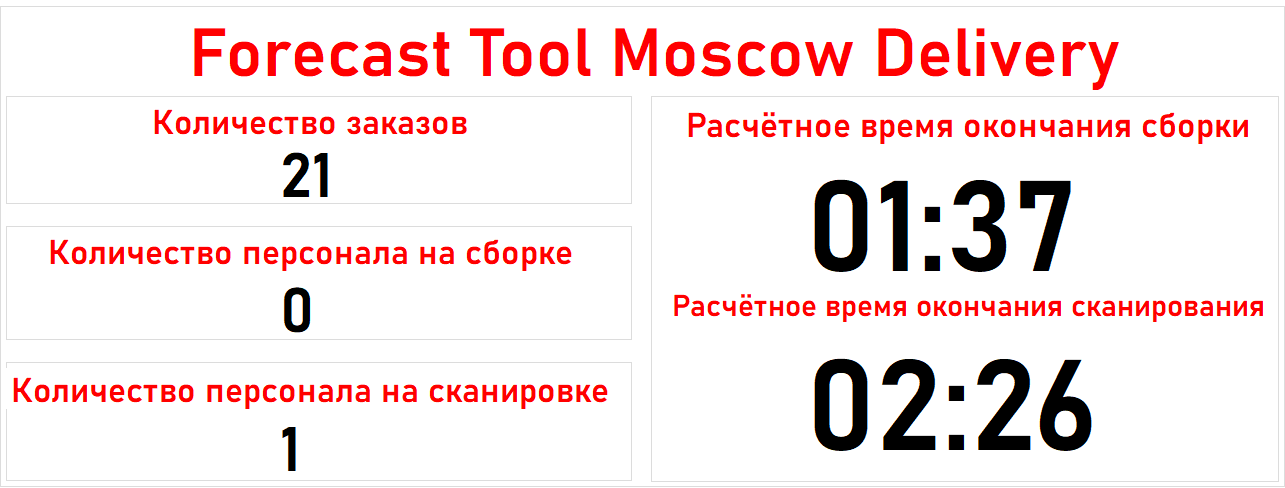 Forecast Tool Moscow Delivery
Количество заказов
21
Количество персонала на сборке
0
Количество персонала на сканировке
1
Расчётное время окончания сборки
01:37
Расчётное время окончания сканирования
02:26